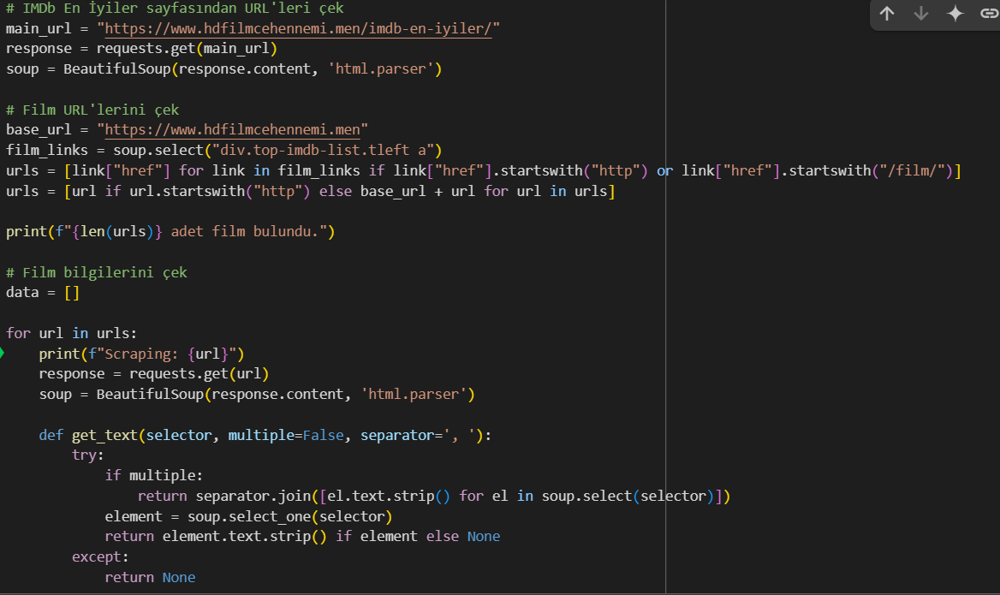 # IMDb En İyiler sayfasından URL'leri çek
main_url = "https://www.hdfilmcehennemi.men/imdb-en-iyiler/"
response = requests.get(main_url)
soup = BeautifulSoup(response.content, 'html.parser')

# Film URL'lerini çek
base_url = "https://www.hdfilmcehennemi.men"
film_links = soup.select("div.top-imdb-list.tleft a")
urls = [link["href"] for link in film_links if link["href"].startswith("http") or link["href"].startswith("/film/")]
urls = [url if url.startswith("http") else base_url + url for url in urls]

print(f"{len(urls)} adet film bulundu.")

# Film bilgilerini çek
data = []

for url in urls:
    print(f"Scraping: {url}")
    response = requests.get(url)
    soup = BeautifulSoup(response.content, 'html.parser')

    def get_text(selector, multiple=False, separator=', '):
        try:
            if multiple:
                return separator.join([el.text.strip() for el in soup.select(selector)])
            element = soup.select_one(selector)
            return element.text.strip() if element else None
        except:
            return None